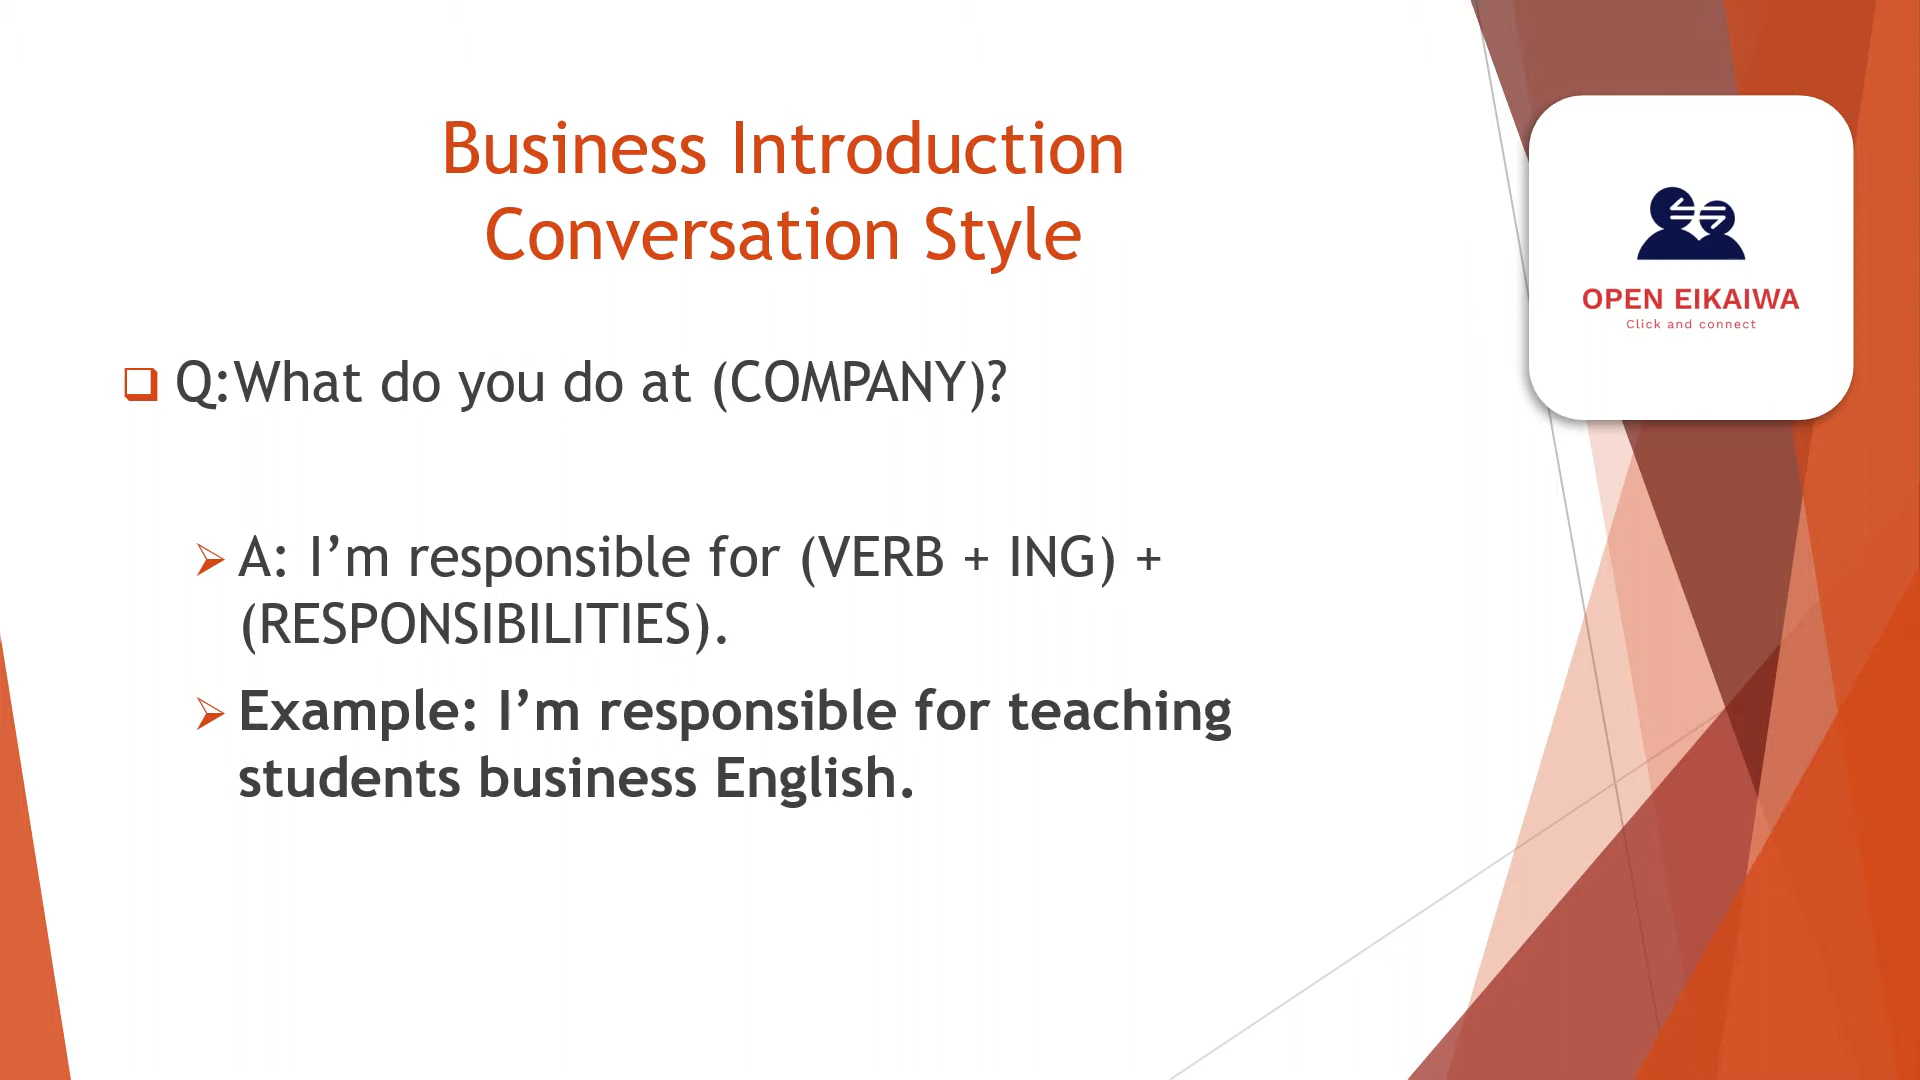 Business Introduction
Conversation Style
OPEN EIKAIWA
Click and connect
Q:What do you do at (COMPANY)?
A: I’m responsible for (VERB + ING) +
(RESPONSIBILITIES).
Example: I’m responsible for teaching
students business English.